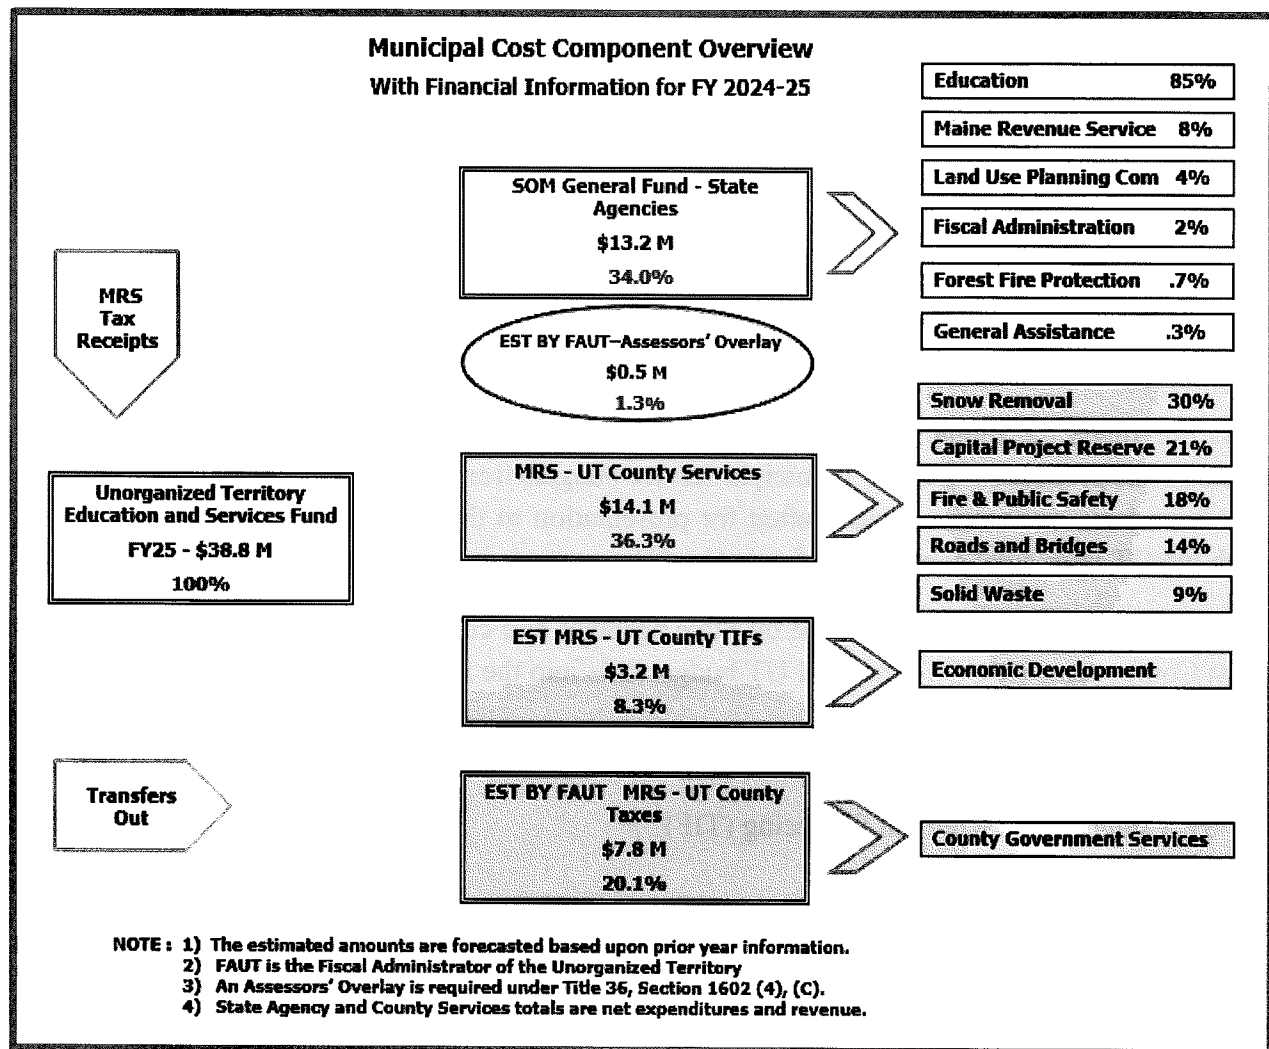 Municipal Cost Component Overview
With Financial Information for FY 2024-25
MRS
Tax
Receipts
Unorganized Territory
Education and Services Fund
FY25 - $38.8 M
100%
Transfers
Out
SOM General Fund - State
Agencies
$13.2 M
34.0%
EST BY FAUT–Assessors' Overlay
$0.5 M
1.3%
MRS - UT County Services
$14.1 M
36.3%
EST MRS - UT County TIFs
$3.2 M
8.3%
EST BY FAUT MRS - UT County
Taxes
$7.8 M
20.1%
Education 85%
Maine Revenue Service 8%
Land Use Planning Com 4%
Fiscal Administration 2%
Forest Fire Protection .7%
General Assistance .3%
Snow Removal 30%
Capital Project Reserve 21%
Fire & Public Safety 18%
Roads and Bridges 14%
Solid Waste 9%
Economic Development
County Government Services
NOTE : 1) The estimated amounts are forecasted based upon prior year information.
2) FAUT is the Fiscal Administrator of the Unorganized Territory
3) An Assessors' Overlay is required under Title 36, Section 1602 (4), (C).
4) State Agency and County Services totals are net expenditures and revenue.